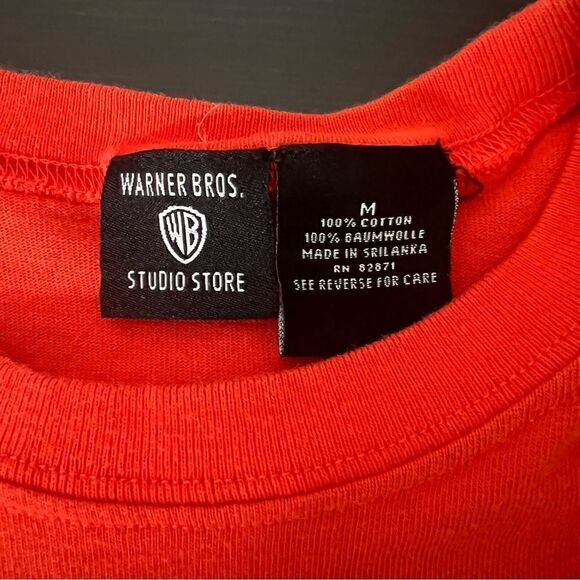 WARNER BROS.
WB
STUDIO STORE
M
100% COTTON
100% BAUMWOLLE
MADE IN SRILANKA
RN 82871
SEE REVERSE FOR CARE